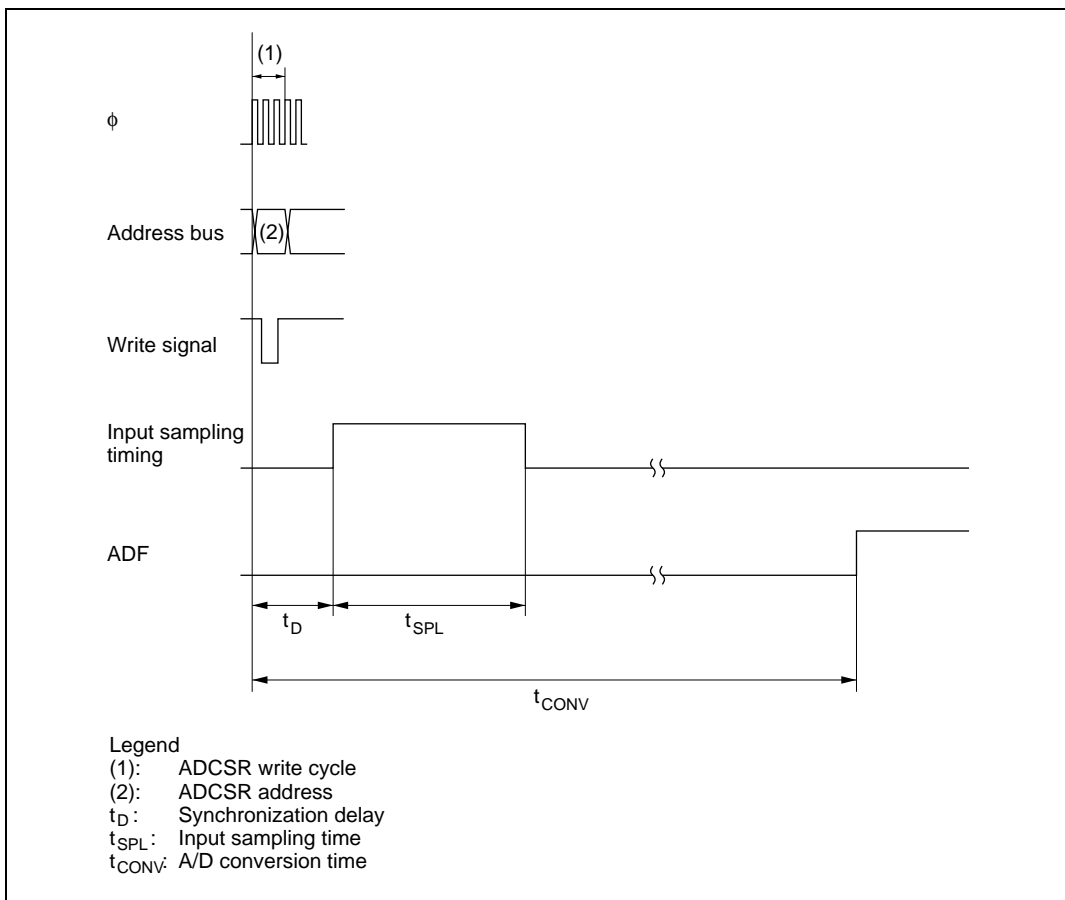 (1)
ϕ
Address bus
(2)
Write signal
Input sampling
timing
ADF
tD
tSPL
tCONV
Legend
(1): ADCSR write cycle
(2): ADCSR address
tD : Synchronization delay
tSPL : Input sampling time
tCONV: A/D conversion time